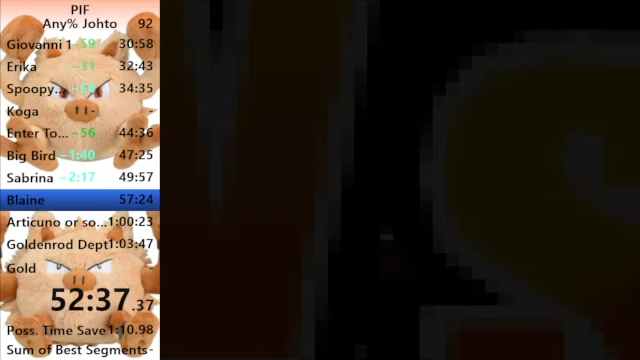 PIF
Any% Johto 92
Giovanni 1 -59 30:58
Erika -31 32:43
Spoopy... -54 34:35
Koga - -
Enter To... -56 44:36
Big Bird -1:40 47:25
Sabrina -2:17 49:57
Blaine 57:24
Articuno or so... 1:00:23
Goldenrod Dept 1:03:47
Gold
52:37.37
Poss. Time Save 1:10.98
Sum of Best Segments -